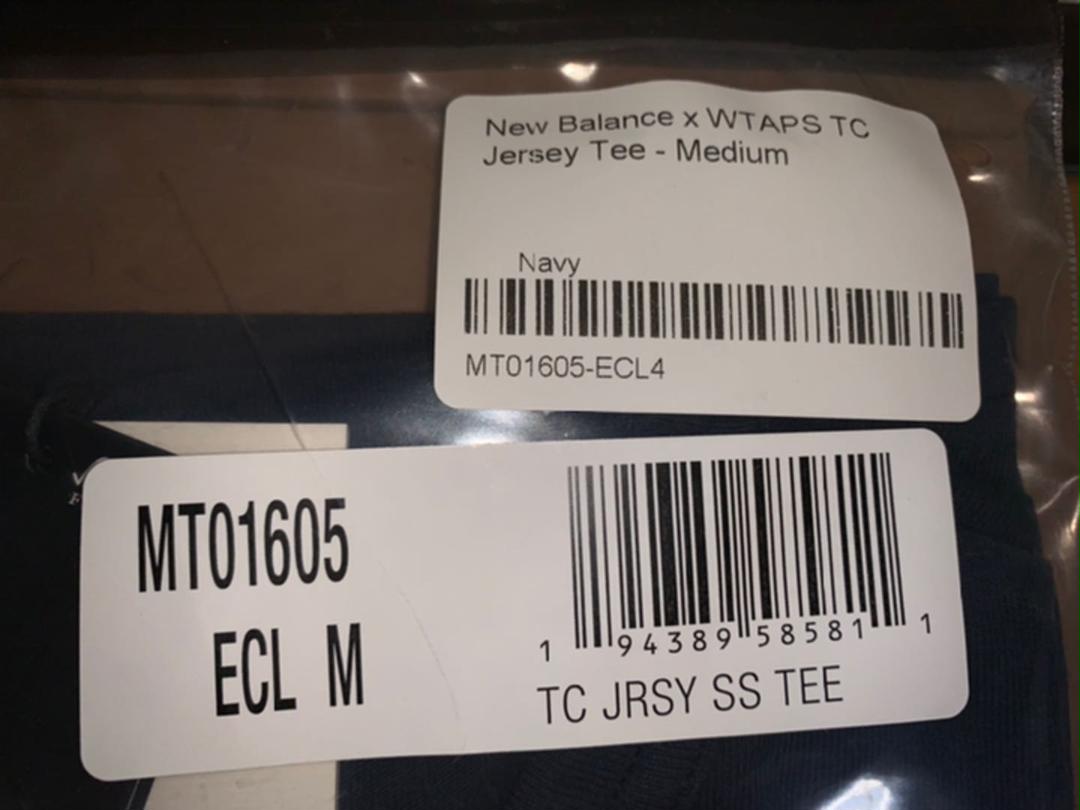 New Balance x WTAPS TC
Jersey Tee - Medium
Navy
MT01605-ECL4
MT01605
ECL M
1 94389 58581 1
TC JRSY SS TEE